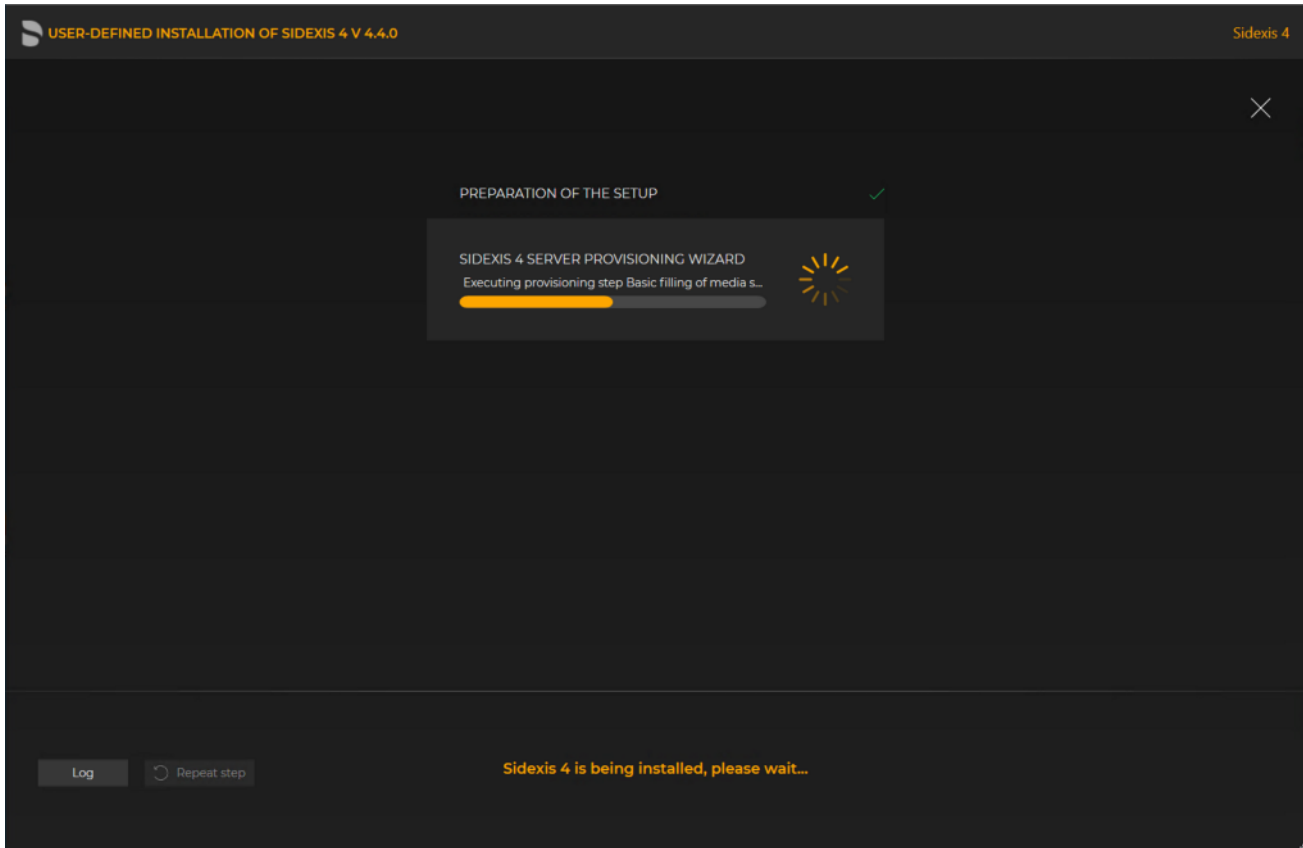 USER-DEFINED INSTALLATION OF SIDEXIS 4 V 4.4.0
Sidexis 4
PREPARATION OF THE SETUP
SIDEXIS 4 SERVER PROVISIONING WIZARD
Executing provisioning step Basic filling of media s...
Log
Repeat step
Sidexis 4 is being installed, please wait...